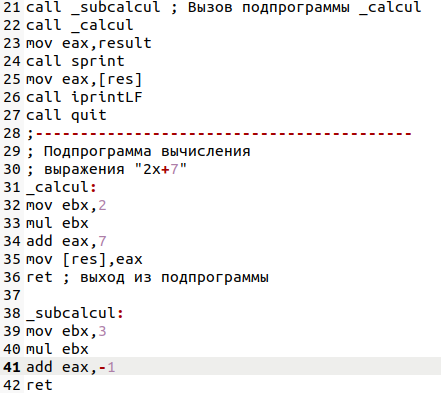 21 call _subcalcul ; Вызов подпрограммы _calcul
22 call _calcul
23 mov eax,result
24 call sprint
25 mov eax,[res]
26 call iprintLF
27 call quit
28 ;------------------------------------------
29 ; Подпрограмма вычисления
30 ; выражения "2x+7"
31 _calcul:
32 mov ebx,2
33 mul ebx
34 add eax,7
35 mov [res],eax
36 ret ; выход из подпрограммы
37
38 _subcalcul:
39 mov ebx,3
40 mul ebx
41 add eax,-1
42 ret